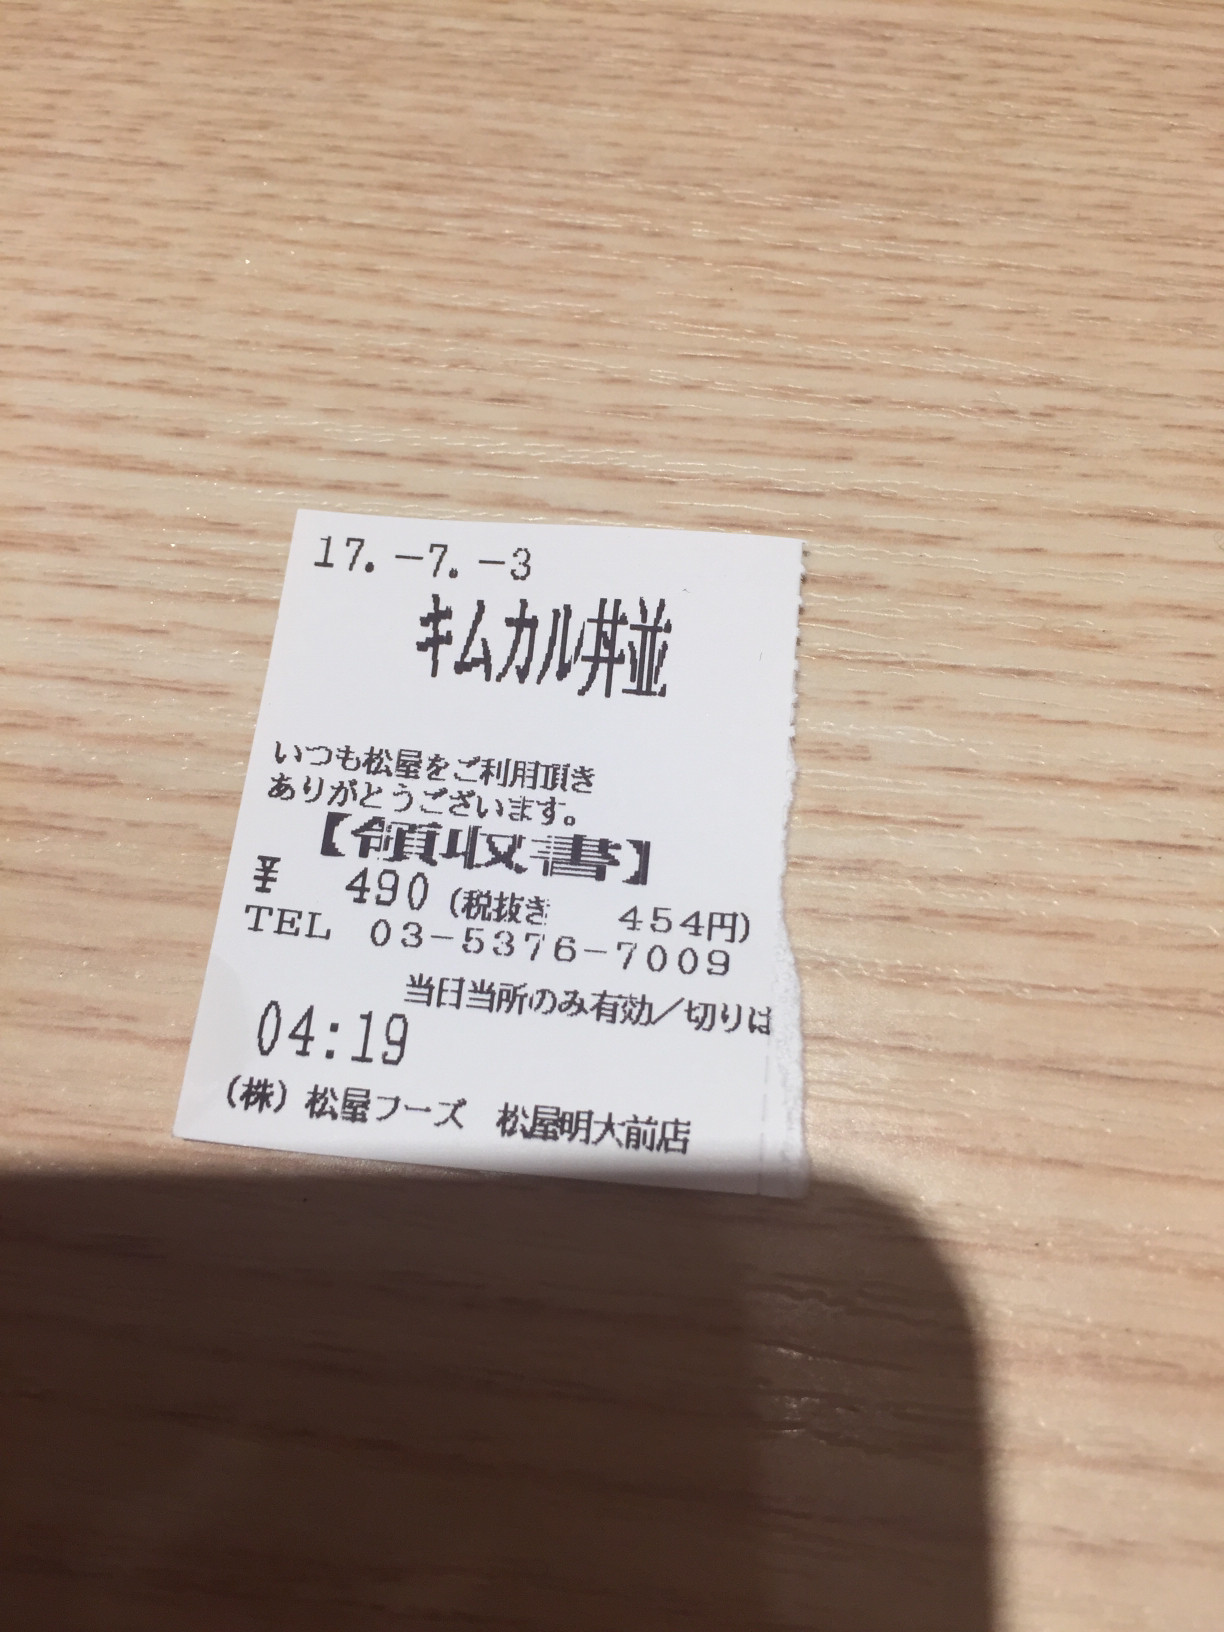 17.-7.-3
キムカル丼並
いつも松屋をご利用頂き
ありがとうございます。
【領収書】
¥ 490(税抜き 454円)
TEL 03-5376-7009
当日当所のみ有効/切りは
04:19
(株)松屋フーズ 松屋明大前店